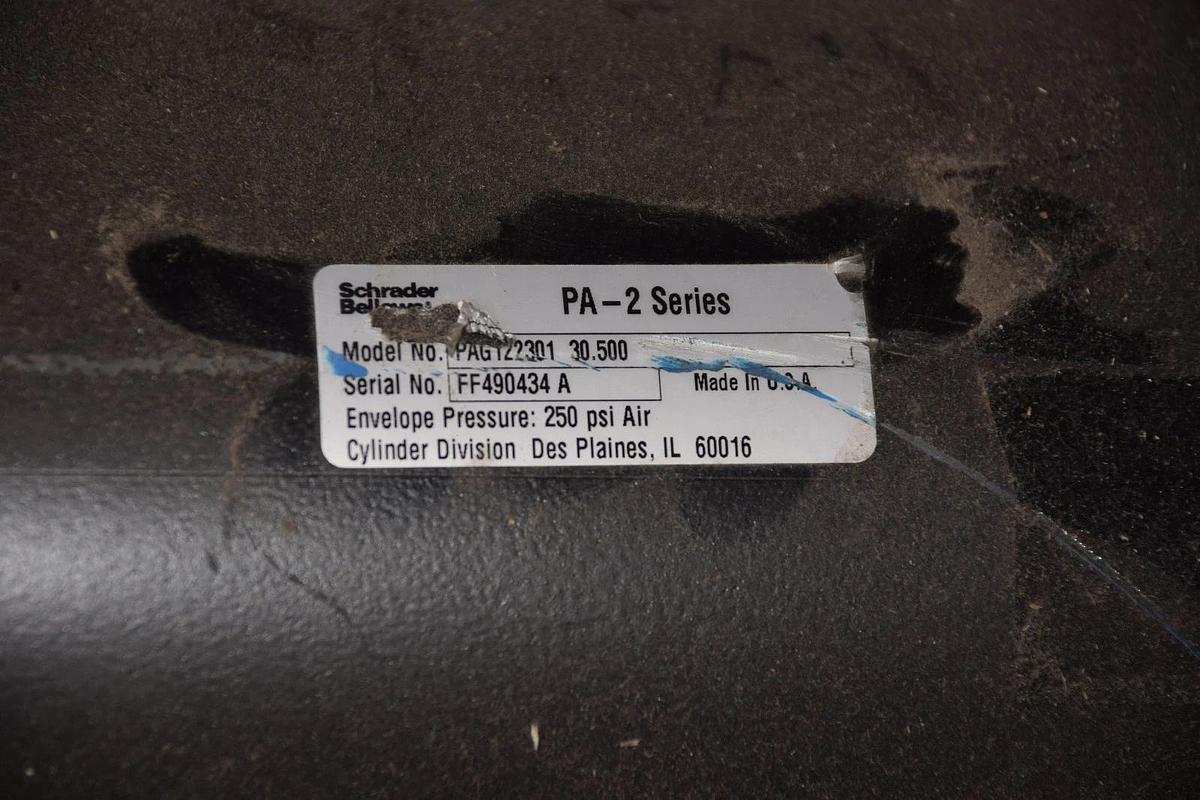 Schrader
Bellows
PA-2 Series
Model No. PAG122301 30.500
Serial No. FF490434 A
Made In U.S.A.
Envelope Pressure: 250 psi Air
Cylinder Division Des Plaines, IL 60016